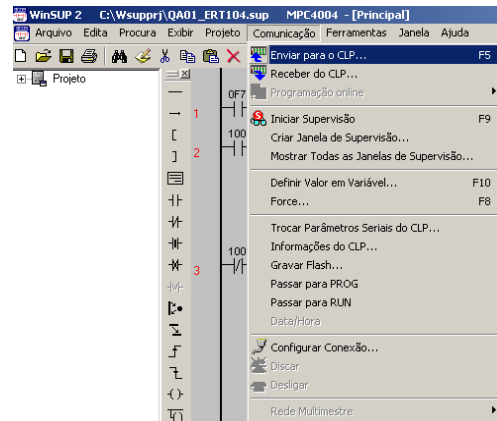 WinSUP 2 C:\Wsupprj\QA01_ERT104.sup MPC4004 - [Principal]
Arquivo Edita Procura Exibir Projeto Comunicação Ferramentas Janela Ajuda
Enviar para o CLP... F5
Projeto
Receber do CLP...
Programação online
0F7
1
Iniciar Supervisão F9
100
Criar Janela de Supervisão...
2
Mostrar Todas as Janelas de Supervisão...
Definir Valor em Variável... F10
Force... F8
Trocar Parâmetros Seriais do CLP...
Informações do CLP...
100
Gravar Flash...
3
Passar para PROG
Passar para RUN
Data/Hora
Configurar Conexão...
Discar
Desligar
Rede Multimestre